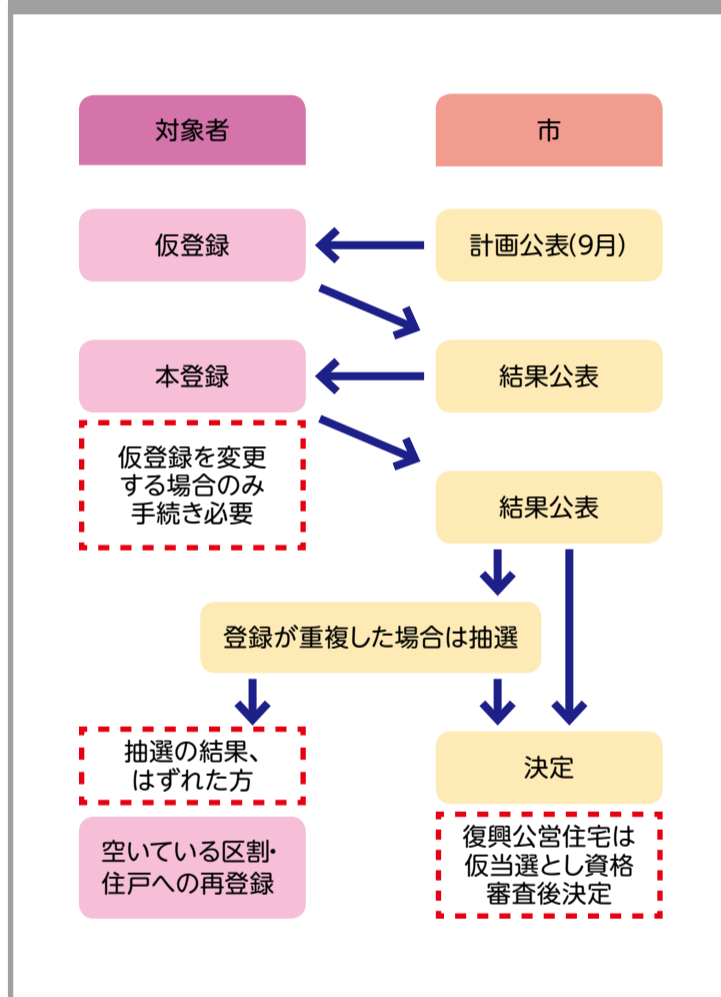 対象者
市
仮登録
計画公表(9月)
本登録
結果公表
仮登録を変更
する場合のみ
手続き必要
結果公表
登録が重複した場合は抽選
抽選の結果、
はずれた方
決定
空いている区割・
住戸への再登録
復興公営住宅は
仮当選とし資格
審査後決定